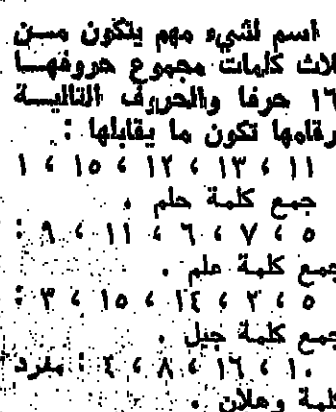 اسم لشيء مهم يتكون من
ثلاث كلمات مجموع حروفها
١٦ حرفا والحروف التالية
أرقامها تكون ما يقابلها :
١١ ، ١٣ ، ١٢ ، ١٥ ، ١
جمع كلمة حلم .
٥ ، ٧ ، ٦ ، ١١ ، ٩ :
جمع كلمة علم .
٥ ، ٢ ، ١٤ ، ١٥ ، ٣ :
جمع كلمة جبل .
١٠ ، ١٦ ، ٨ ، ٤ : مفرد
كلمة وعلان .